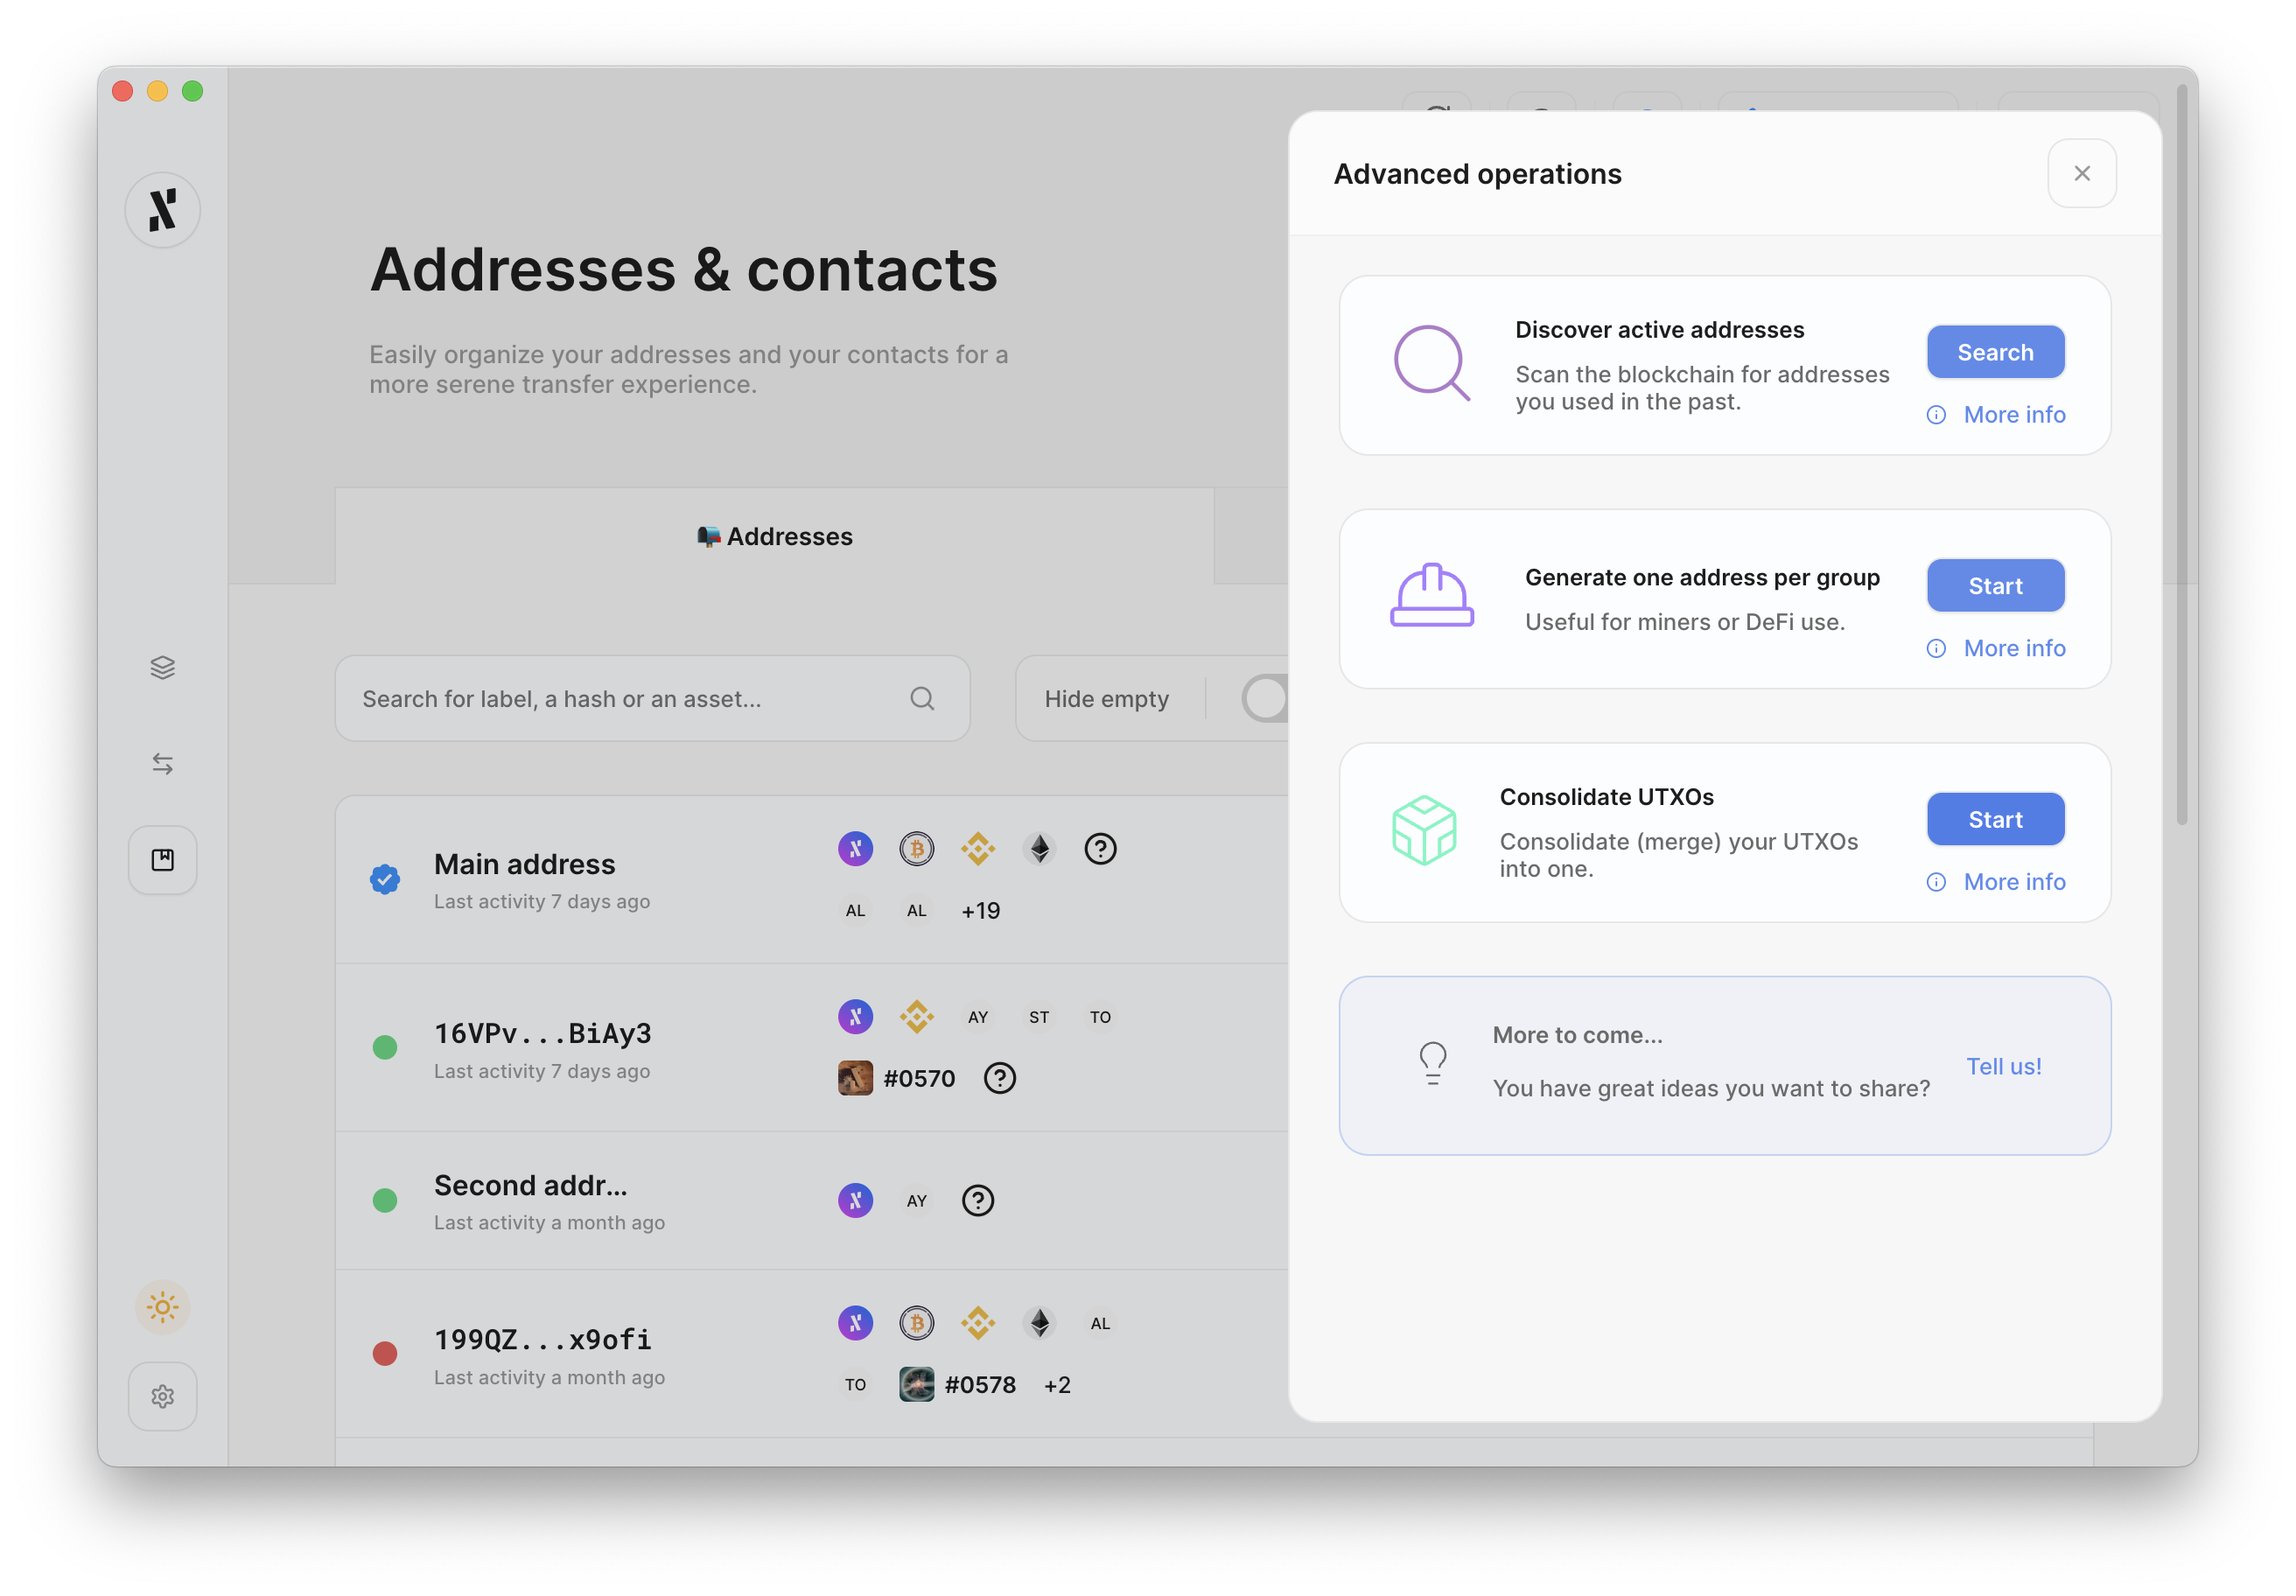 Addresses & contacts
Easily organize your addresses and your contacts for a
more serene transfer experience.
Addresses
Search for label, a hash or an asset...
Hide empty
Main address
Last activity 7 days ago
AL
AL
+19
16VPv...BiAy3
Last activity 7 days ago
AY
ST
TO
#0570
Second addr...
Last activity a month ago
AY
199QZ...x9ofi
Last activity a month ago
AL
TO
#0578
+2
Advanced operations
Discover active addresses
Scan the blockchain for addresses
you used in the past.
Search
More info
Generate one address per group
Useful for miners or DeFi use.
Start
More info
Consolidate UTXOs
Consolidate (merge) your UTXOs
into one.
Start
More info
More to come...
You have great ideas you want to share?
Tell us!